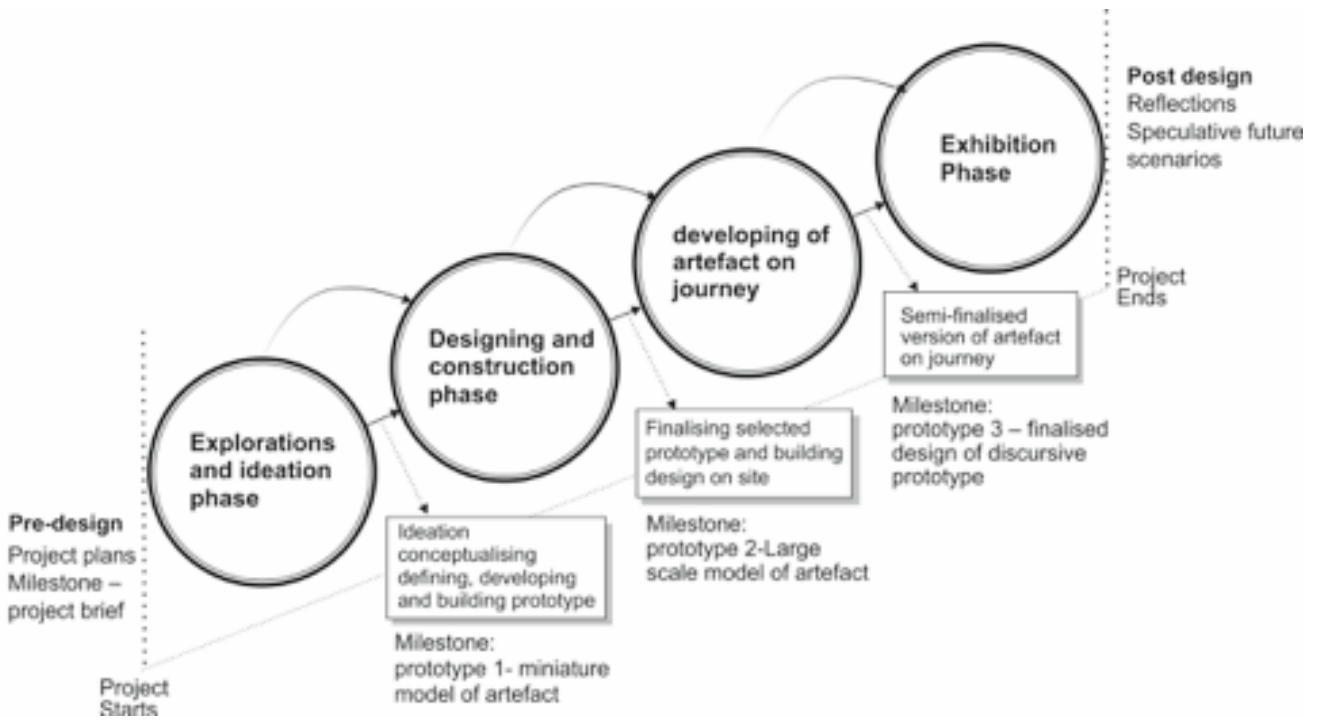 Pre-design
Project plans
Milestone –
project brief
Project
Starts
Explorations
and ideation
phase
Ideation
conceptualising
defining, developing
and building prototype
Milestone:
prototype 1- miniature
model of artefact
Designing and
construction
phase
Finalising selected
prototype and building
design on site
Milestone:
prototype 2-Large
scale model of artefact
developing of
artefact on
journey
Semi-finalised
version of artefact
on journey
Milestone:
prototype 3 – finalised
design of discursive
prototype
Exhibition
Phase
Post design
Reflections
Speculative future
scenarios
Project
Ends